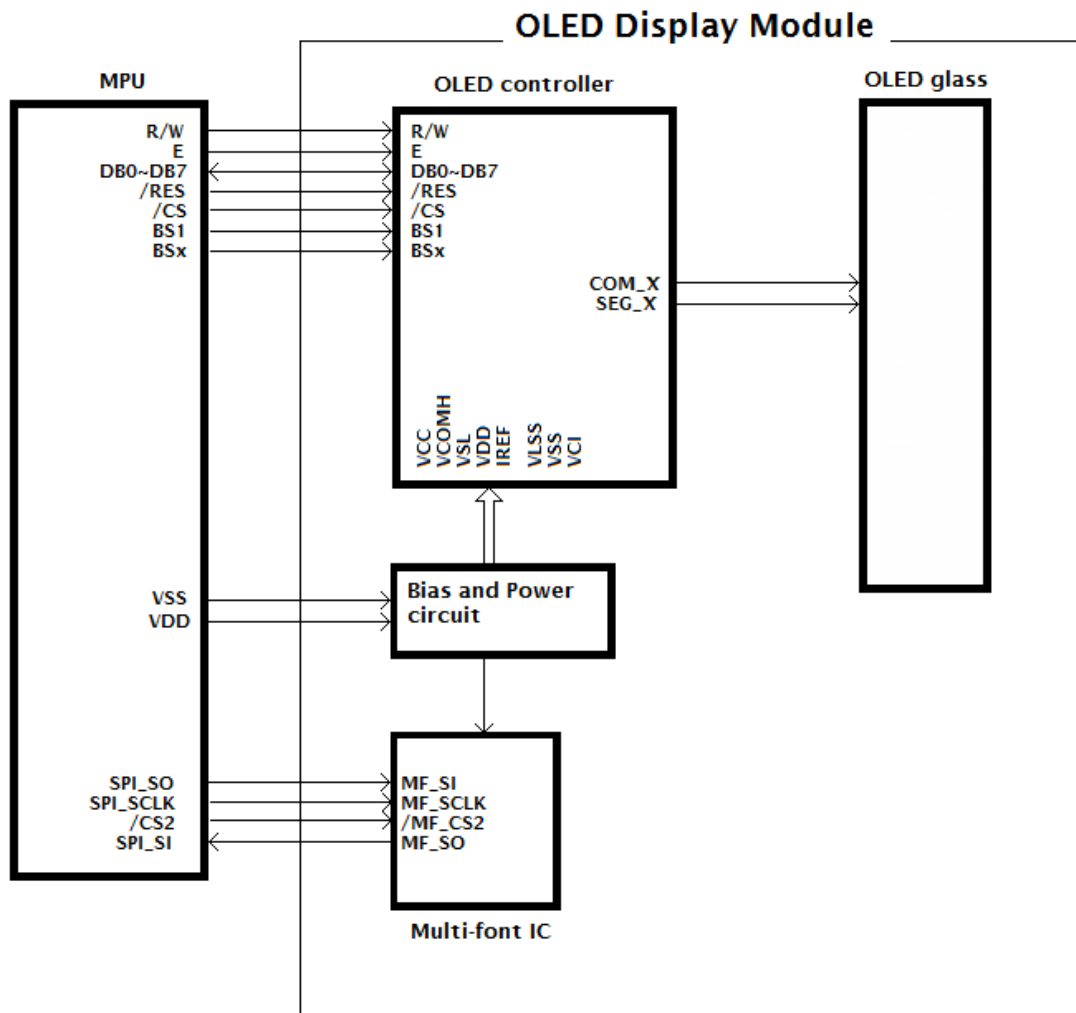 OLED Display Module
MPU
OLED controller
OLED glass
R/W
E
DB0~DB7
/RES
/CS
BS1
BSx
R/W
E
DB0~DB7
/RES
/CS
BS1
BSx
COM_X
SEG_X
VCC
VCOMH
VSL
VDD
IREF
VLSS
VSS
VCI
VSS
VDD
Bias and Power
circuit
SPI_SO
SPI_SCLK
/CS2
SPI_SI
MF_SI
MF_SCLK
/MF_CS2
MF_SO
Multi-font IC